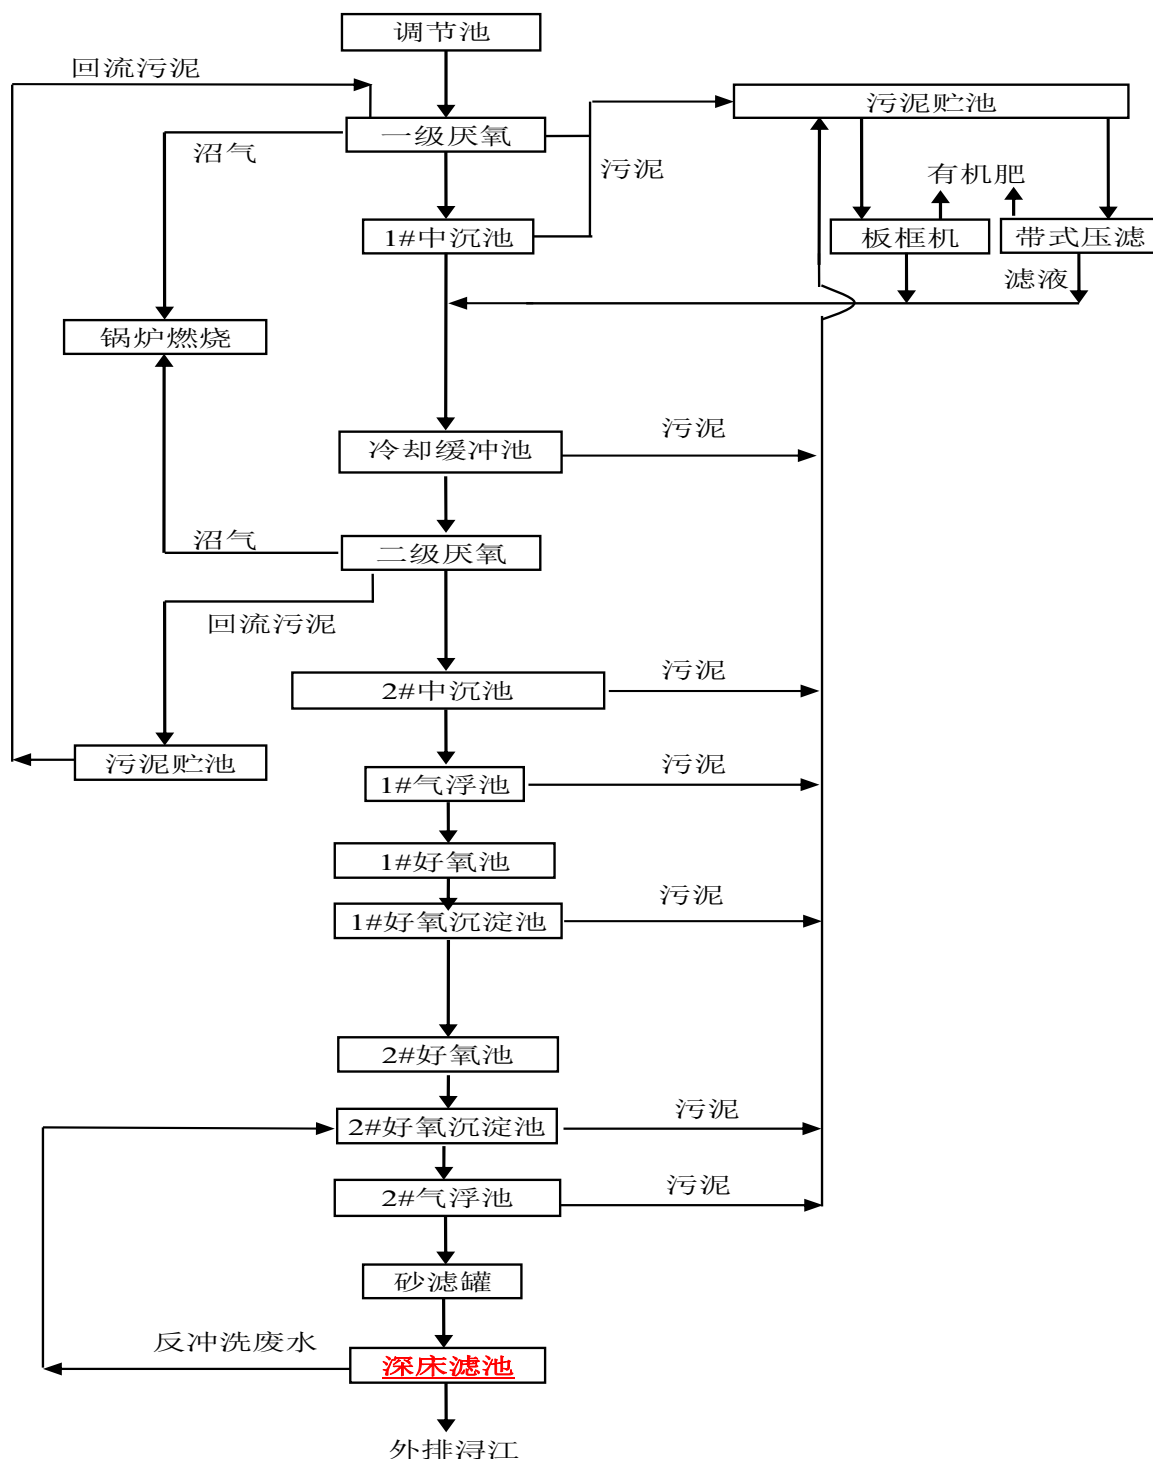 调节池
回流污泥
污泥贮池
一级厌氧
沼气
污泥
有机肥
1#中沉池
板框机
带式压滤
滤液
锅炉燃烧
冷却缓冲池
污泥
沼气
二级厌氧
回流污泥
2#中沉池
污泥
污泥贮池
1#气浮池
污泥
1#好氧池
1#好氧沉淀池
污泥
2#好氧池
2#好氧沉淀池
污泥
2#气浮池
污泥
砂滤罐
反冲洗废水
深床滤池
外排浔江